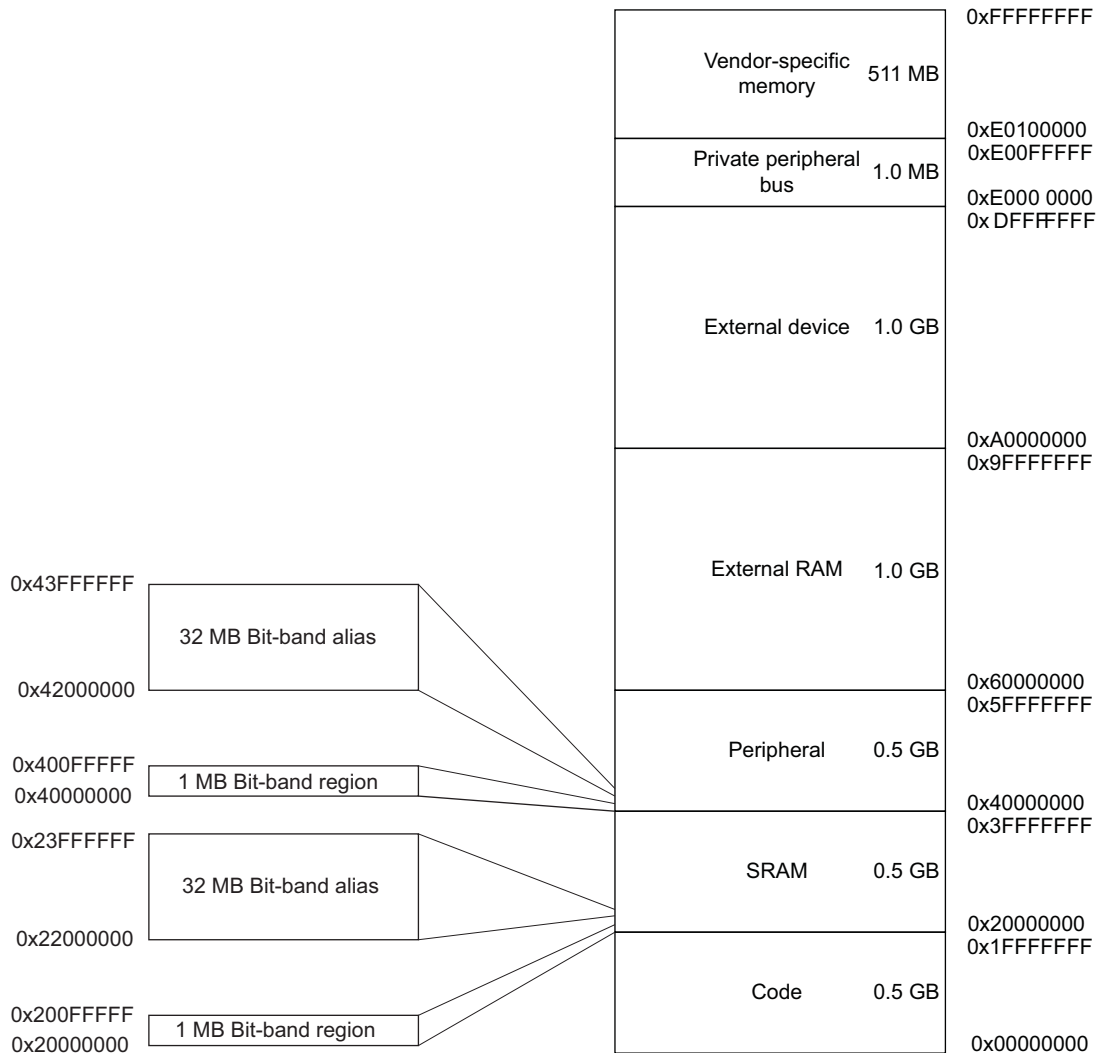 0xFFFFFFFF
Vendor-specific
memory
511 MB
0xE0100000
0xE00FFFFF
Private peripheral
bus
1.0 MB
0xE000 0000
0x DFFFFFFF
External device 1.0 GB
0xA0000000
0x9FFFFFFF
External RAM 1.0 GB
0x60000000
0x5FFFFFFF
Peripheral 0.5 GB
0x40000000
0x3FFFFFFF
SRAM 0.5 GB
0x20000000
0x1FFFFFFF
Code 0.5 GB
0x00000000
0x43FFFFFF
32 MB Bit-band alias
0x42000000
0x400FFFFF
1 MB Bit-band region
0x40000000
0x23FFFFFF
32 MB Bit-band alias
0x22000000
0x200FFFFF
1 MB Bit-band region
0x20000000